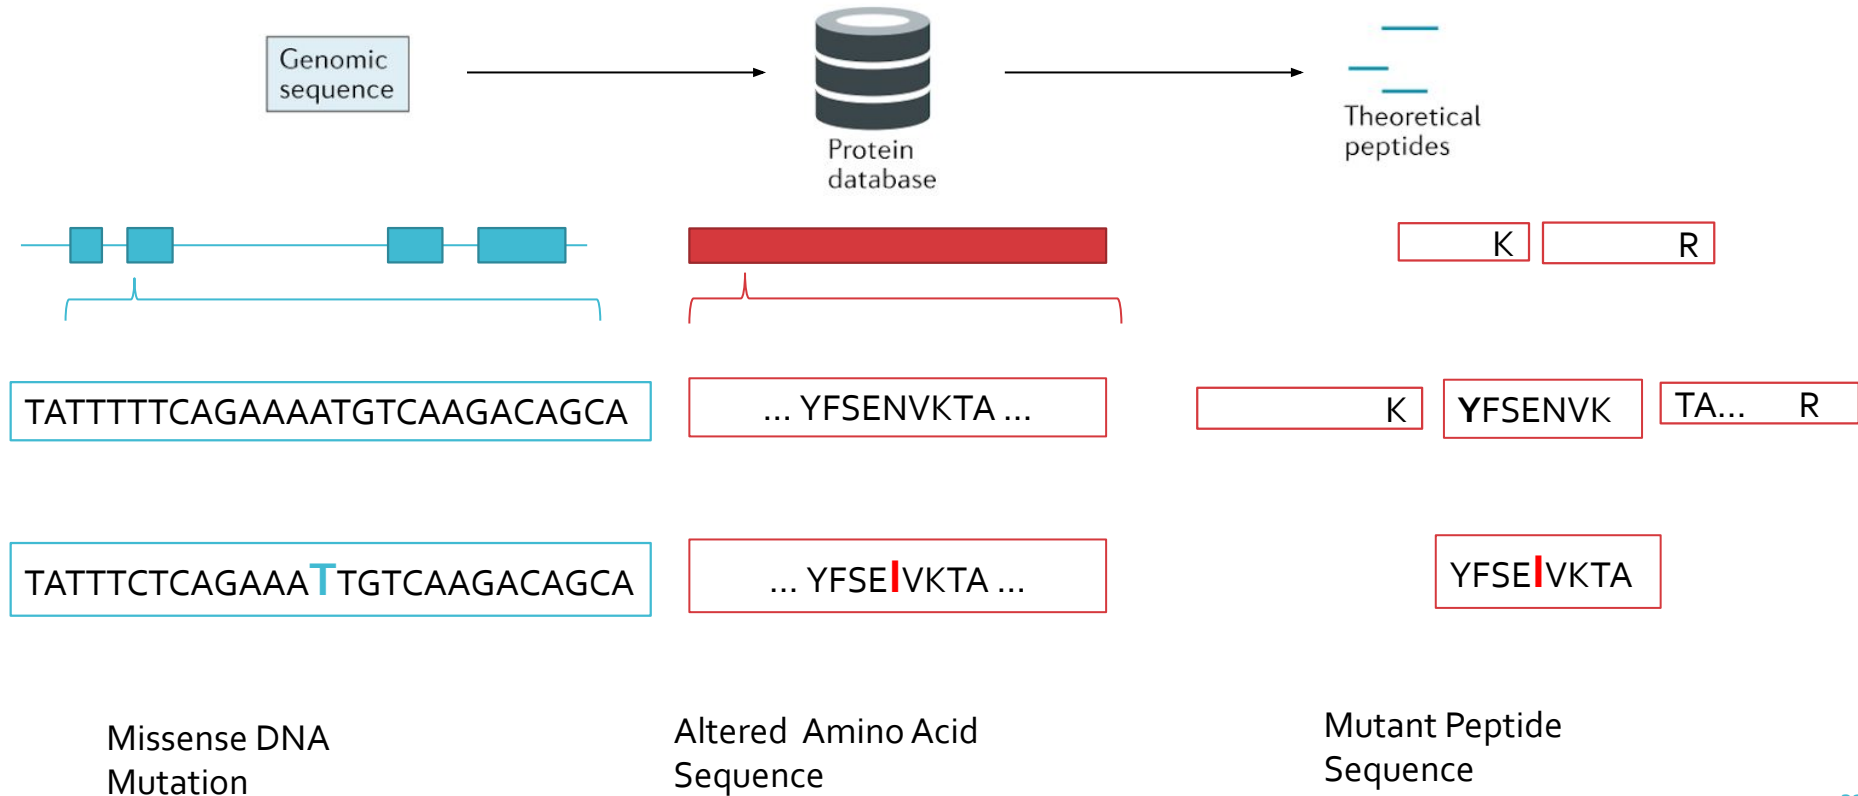 Genomic
sequence
Protein
database
Theoretical
peptides
K
R
TATTTTTCAGAAAATGTCAAGACAGCA
... YFSENVKTA ...
K
YFSENVK
TA... R
TATTTCTCAGAAATTGTCAAGACAGCA
... YFSEIVKTA ...
YFSEIVKTA
Missense DNA
Mutation
Altered Amino Acid
Sequence
Mutant Peptide
Sequence